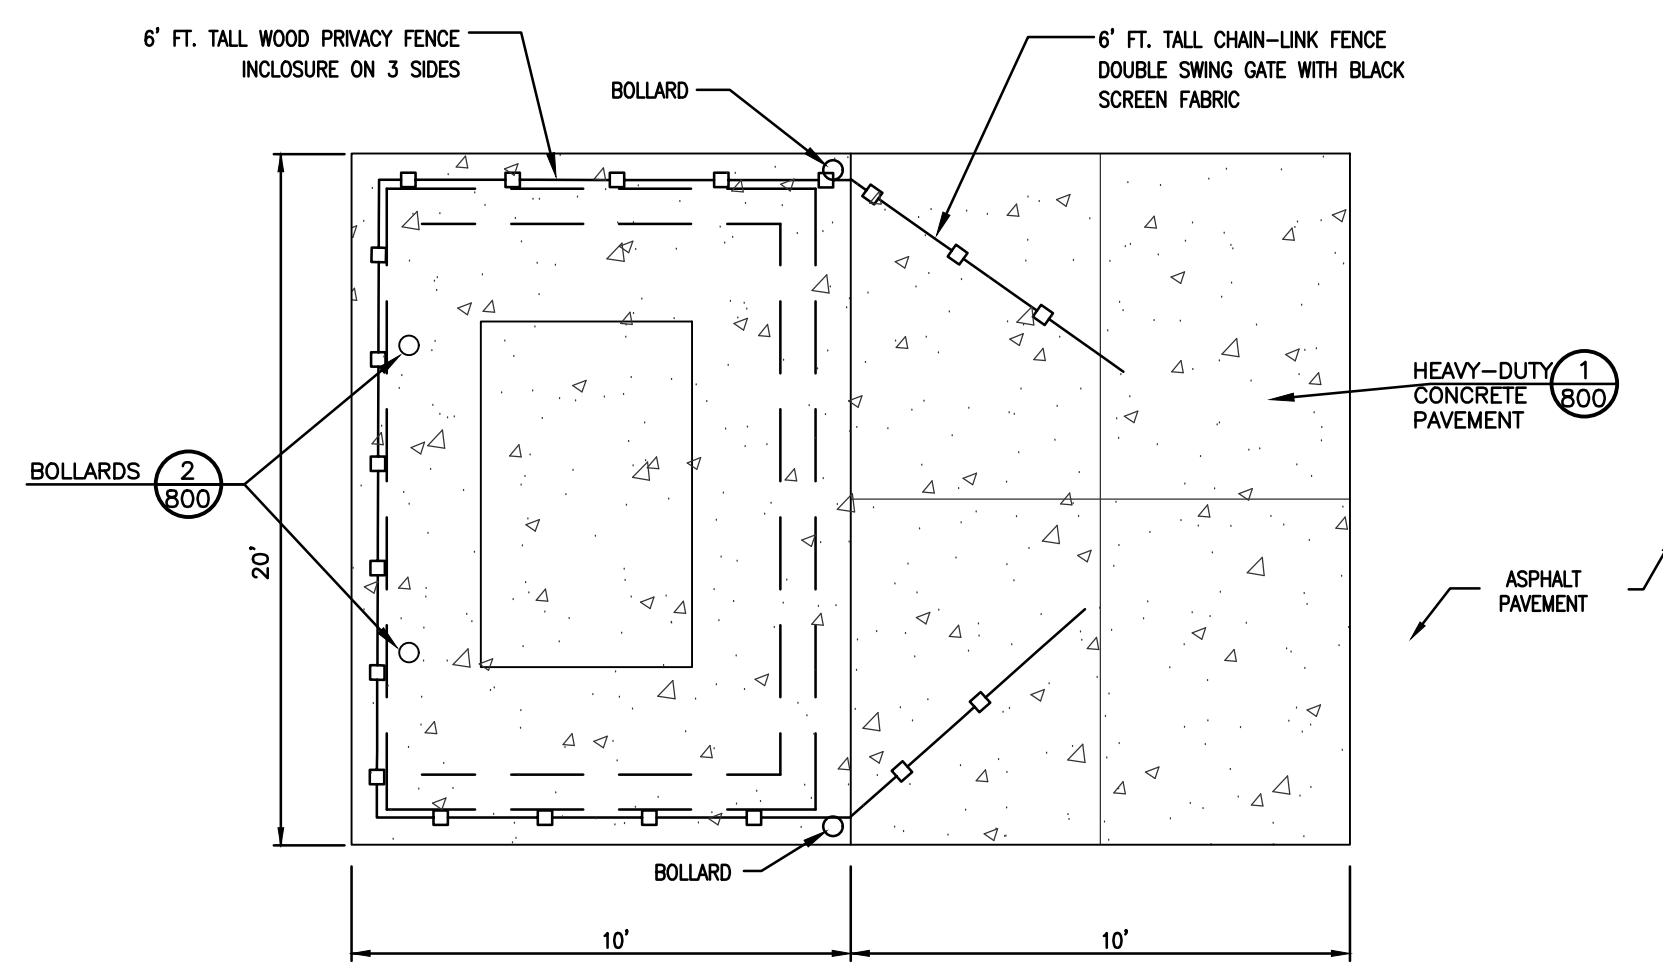 6' FT. TALL WOOD PRIVACY FENCE
INCLOSURE ON 3 SIDES
BOLLARD
6' FT. TALL CHAIN-LINK FENCE
DOUBLE SWING GATE WITH BLACK
SCREEN FABRIC
HEAVY-DUTY
CONCRETE
PAVEMENT
1
800
BOLLARDS
2
800
20'
ASPHALT
PAVEMENT
BOLLARD
10'
10'